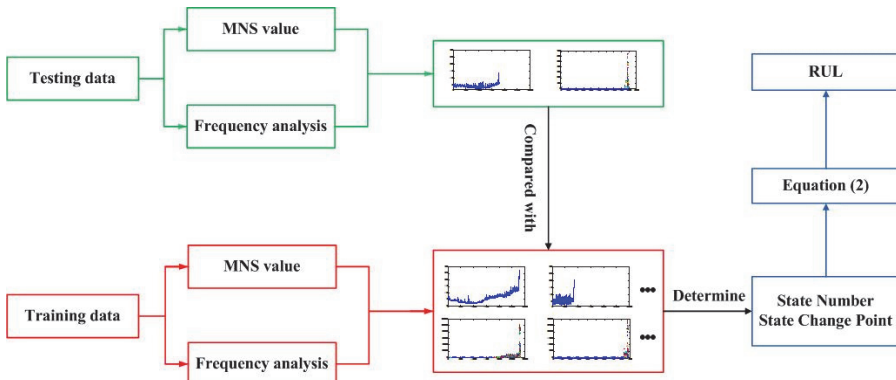 MNS value
Testing data
Frequency analysis
Compared with
RUL
Equation (2)
MNS value
Training data
Frequency analysis
Determine
State Number
State Change Point